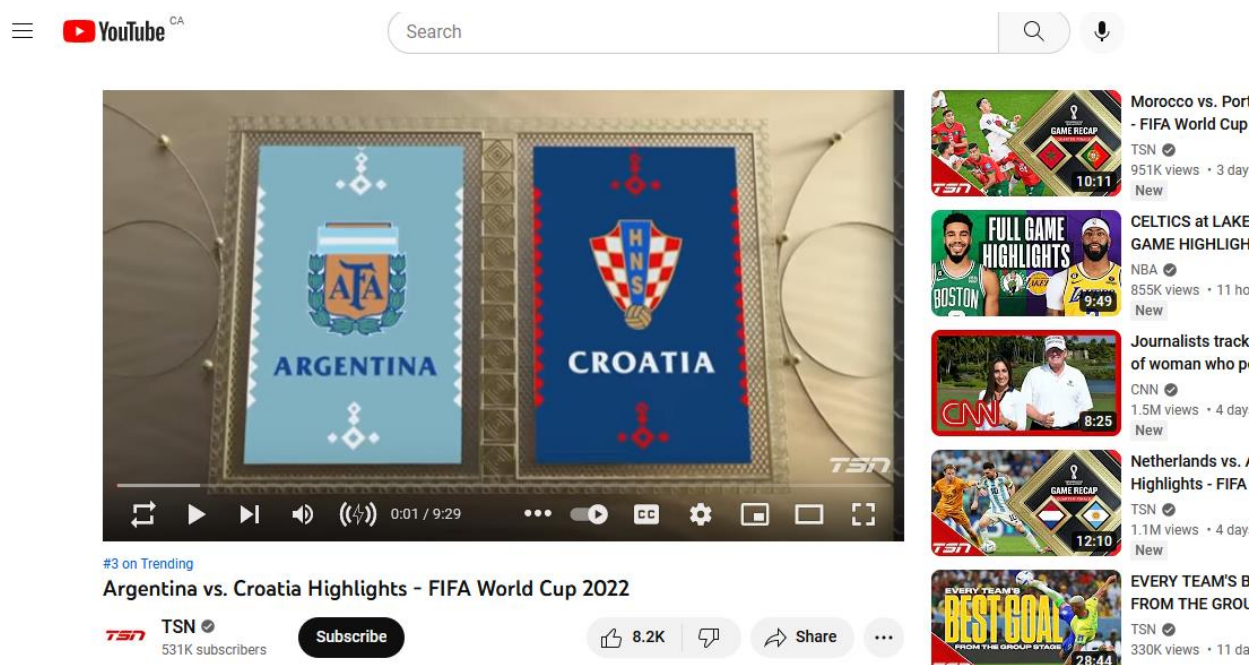 YouTube CA
Search
ARGENTINA
AFA
HNS
CROATIA
TSN
0:01 / 9:29
CC
#3 on Trending
Argentina vs. Croatia Highlights - FIFA World Cup 2022
TSN
TSN
531K subscribers
Subscribe
8.2K
Share
GAME RECAP
TSN
10:11
Morocco vs. Port
- FIFA World Cup
TSN
951K views • 3 day
New
FULL GAME
HIGHLIGHTS
BOSTON
9:49
CELTICS at LAKE
GAME HIGHLIGH
NBA
855K views • 11 ho
New
CNN
8:25
Journalists track
of woman who p
CNN
1.5M views • 4 day
New
GAME RECAP
TSN
12:10
Netherlands vs. A
Highlights - FIFA
TSN
1.1M views • 4 day
New
EVERY TEAM'S
BEST GOAL
FROM THE GROUP STAGE
28:44
EVERY TEAM'S B
FROM THE GROU
TSN
330K views • 11 da